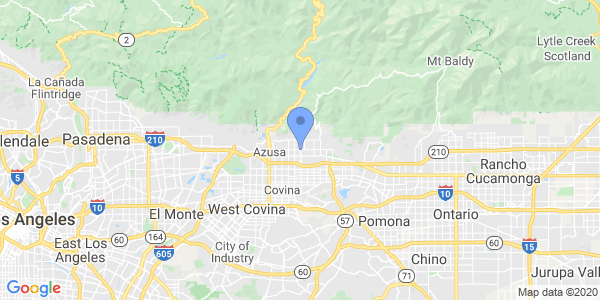 Lytle Creek
Scotland
2
Mt Baldy
La Cañada
Flintridge
lendale
Pasadena
210
Azusa
210
Rancho
Cucamonga
5
Covina
10
10
os Angeles
El Monte
West Covina
57
Pomona
Ontario
East Los
Angeles
60
164
605
City of
Industry
60
71
Chino
60
15
Jurupa Vall
Google
Map data ©2020